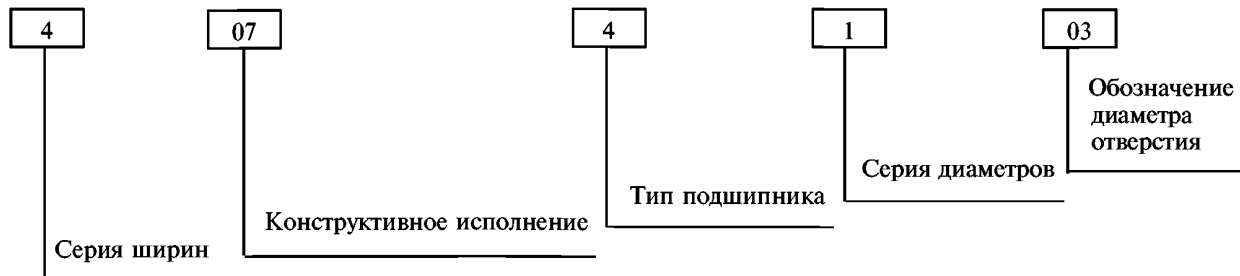 4 07 4 1 03
Обозначение
диаметра
отверстия
Серия диаметров
Тип подшипника
Конструктивное исполнение
Серия ширин